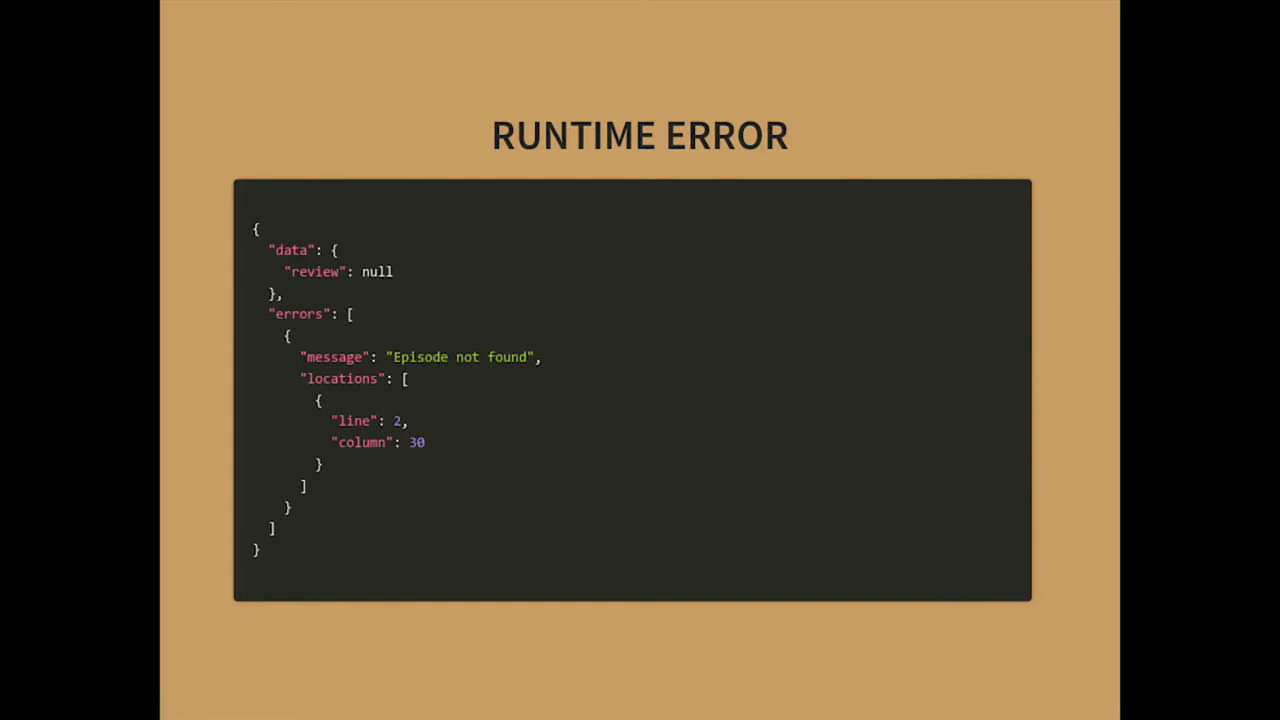 RUNTIME ERROR
{
  "data": {
    "review": null
  },
  "errors": [
    {
      "message": "Episode not found",
      "locations": [
        {
          "line": 2,
          "column": 30
        }
      ]
    }
  ]
}